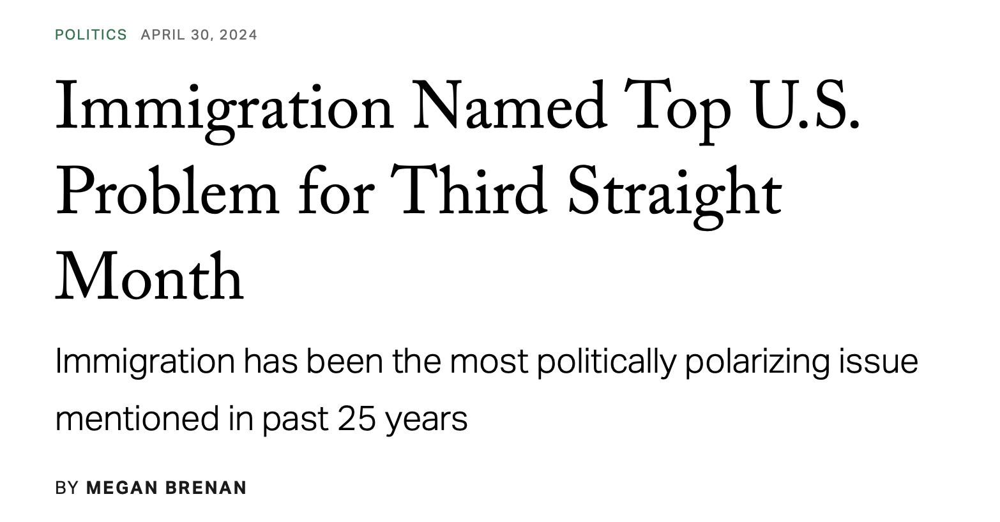 POLITICS APRIL 30, 2024
Immigration Named Top U.S.
Problem for Third Straight
Month
Immigration has been the most politically polarizing issue
mentioned in past 25 years
BY MEGAN BRENAN